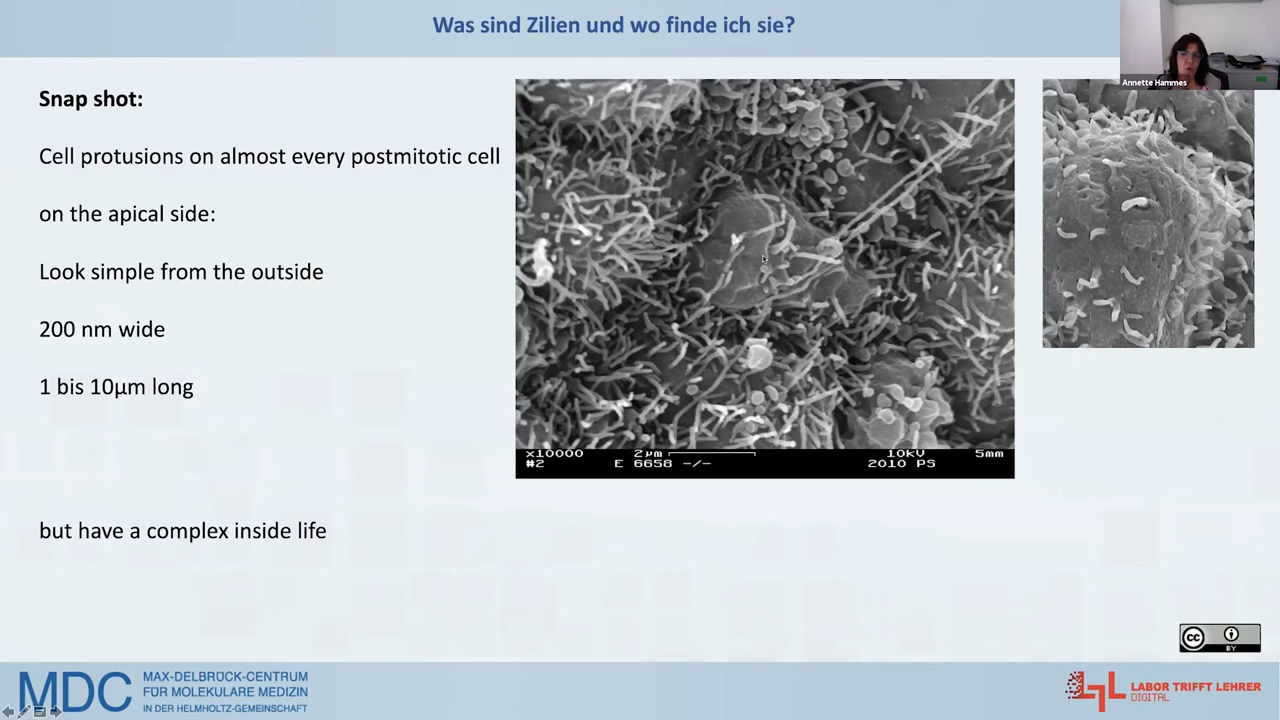 Was sind Zilien und wo finde ich sie?
Annette Hammes
Snap shot:
Cell protusions on almost every postmitotic cell
on the apical side:
Look simple from the outside
200 nm wide
1 bis 10µm long
but have a complex inside life
x10000 2µm 10kV 5mm
#2 E 6658 -/- 2010 PS
cc BY
MDC
MAX-DELBRÜCK-CENTRUM
FÜR MOLEKULARE MEDIZIN
IN DER HELMHOLTZ-GEMEINSCHAFT
LTL
LABOR TRIFFT LEHRER
DIGITAL